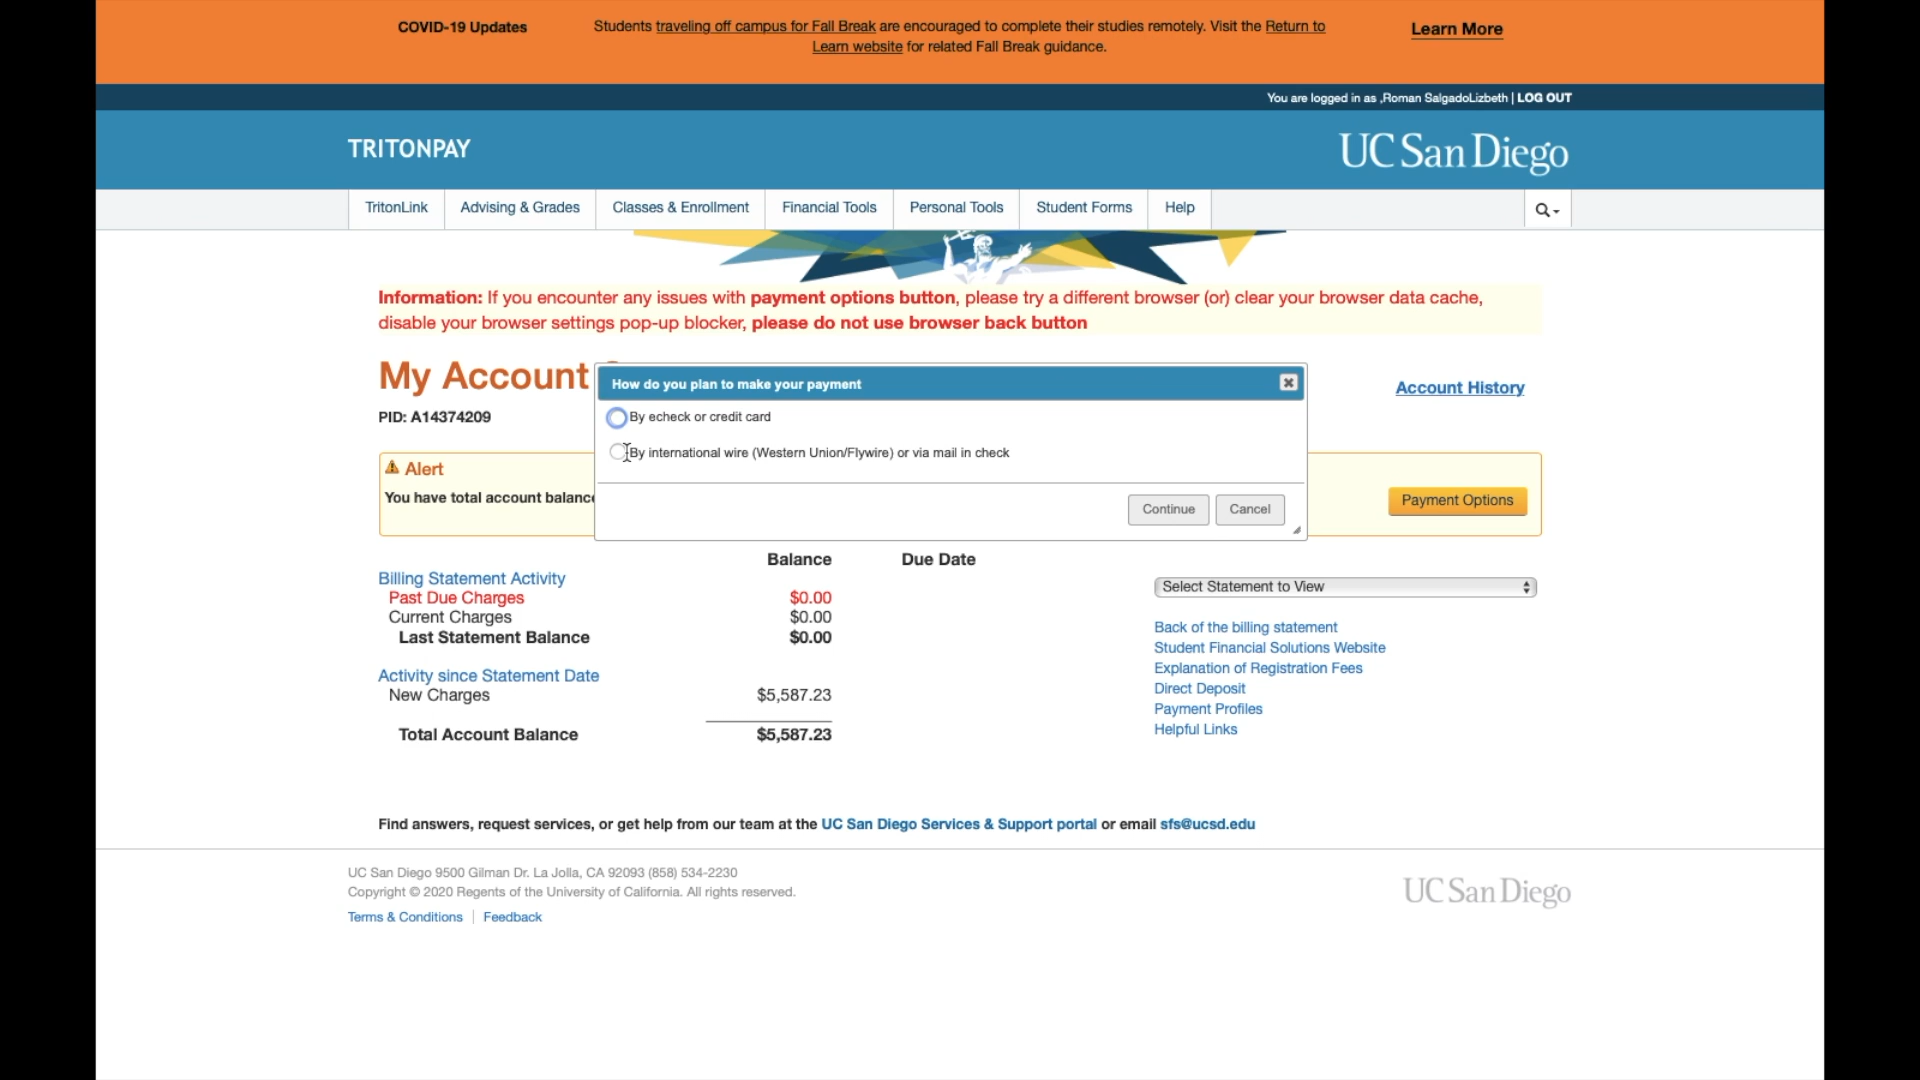 COVID-19 Updates
Students traveling off campus for Fall Break are encouraged to complete their studies remotely. Visit the Return to
Learn website for related Fall Break guidance.
Learn More
You are logged in as ,Roman SalgadoLizbeth | LOG OUT
TRITONPAY
UC San Diego
TritonLink
Advising & Grades
Classes & Enrollment
Financial Tools
Personal Tools
Student Forms
Help
Information: If you encounter any issues with payment options button, please try a different browser (or) clear your browser data cache,
disable your browser settings pop-up blocker, please do not use browser back button
My Account
Account History
PID: A14374209
How do you plan to make your payment
By echeck or credit card
By international wire (Western Union/Flywire) or via mail in check
Continue
Cancel
Alert
You have total account balance
Payment Options
Balance
Due Date
Billing Statement Activity
Past Due Charges $0.00
Current Charges $0.00
Last Statement Balance $0.00
Activity since Statement Date
New Charges $5,587.23
Total Account Balance $5,587.23
Select Statement to View
Back of the billing statement
Student Financial Solutions Website
Explanation of Registration Fees
Direct Deposit
Payment Profiles
Helpful Links
Find answers, request services, or get help from our team at the UC San Diego Services & Support portal or email sfs@ucsd.edu
UC San Diego 9500 Gilman Dr. La Jolla, CA 92093 (858) 534-2230
Copyright © 2020 Regents of the University of California. All rights reserved.
Terms & Conditions | Feedback
UC San Diego